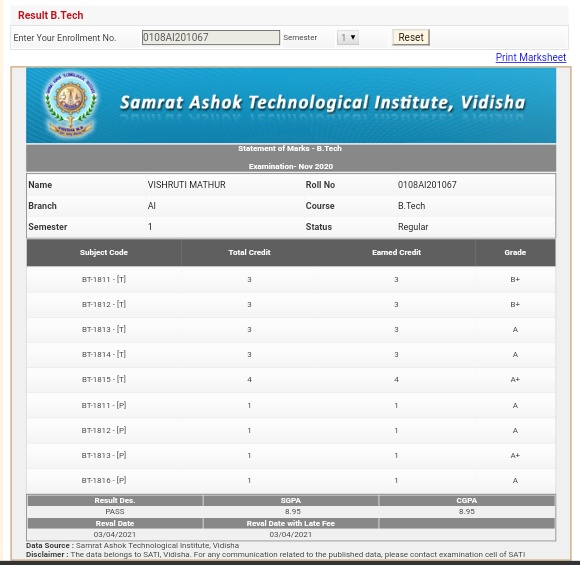 Result B.Tech
Enter Your Enrollment No. 0108AI201067 Semester 1 Reset
Print Marksheet
Samrat Ashok Technological Institute, Vidisha
Statement of Marks - B.Tech
Examination- Nov 2020
Name VISHRUTI MATHUR Roll No 0108AI201067
Branch AI Course B.Tech
Semester 1 Status Regular
Subject Code Total Credit Earned Credit Grade
BT-1811 - [T] 3 3 B+
BT-1812 - [T] 3 3 B+
BT-1813 - [T] 3 3 A
BT-1814 - [T] 3 3 A
BT-1815 - [T] 4 4 A+
BT-1811 - [P] 1 1 A
BT-1812 - [P] 1 1 A
BT-1813 - [P] 1 1 A+
BT-1816 - [P] 1 1 A
Result Des. SGPA CGPA
PASS 8.95 8.95
Reval Date Reval Date with Late Fee
03/04/2021 03/04/2021
Data Source : Samrat Ashok Technological Institute, Vidisha
Disclaimer : The data belongs to SATI, Vidisha. For any communication related to the published data, please contact examination cell of SATI